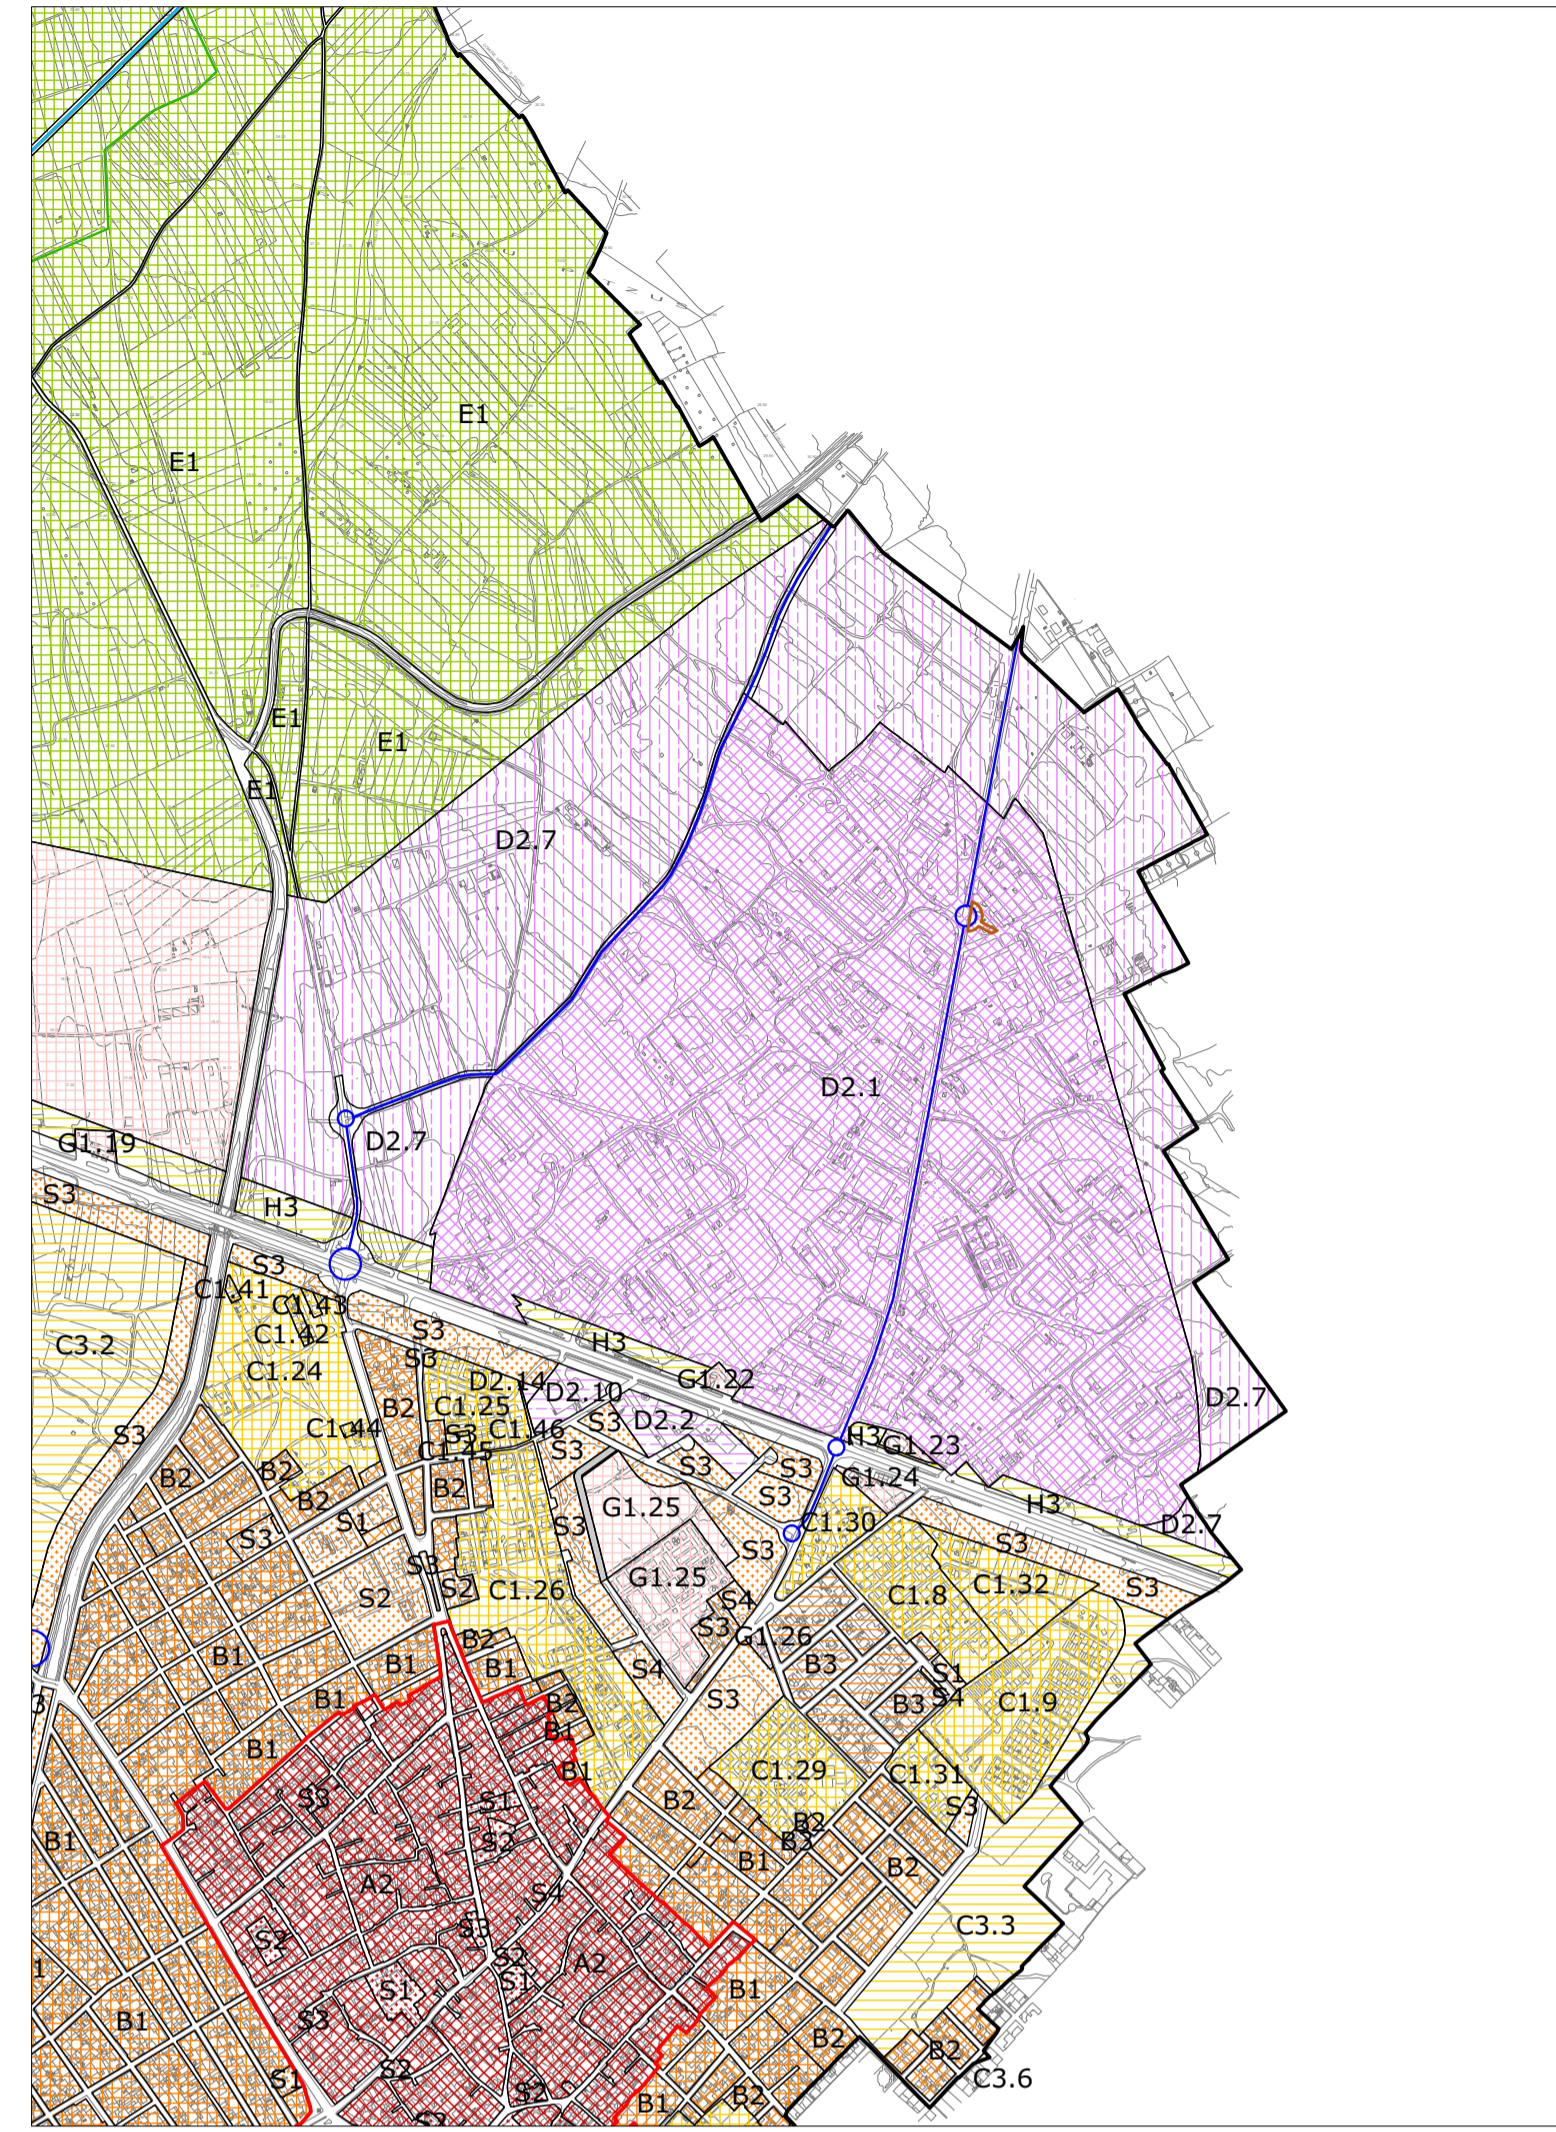 E1
E1
E1
E1
E1
D2.7
D2.1
D2.7
G1.19
S3
H3
S3
C1.41
C1.43
C1.42
C1.24
C3.2
S3
S3
H3
D2.14
D2.10
G1.22
D2.7
B2
C1.25
S3
D2.2
C1.44
S3
C1.46
S3
C1.45
S3
S3
S3
H3
G1.23
G1.24
B2
B2
B2
B2
S3
G1.25
H3
D2.7
S1
S3
S3
C1.30
S3
S3
S3
S2
S2
C1.26
G1.25
S4
C1.8
C1.32
S3
S3
G1.26
B1
B1
B2
B1
S4
B3
S1
S4
3
B1
B2
S3
B3
C1.9
B1
B1
B1
C1.29
C1.31
S3
S1
B2
S3
B1
S2
B2
B3
B1
B2
A2
S4
S3
C3.3
S2
S2
A2
1
S1
S1
B1
B1
S3
B2
S2
B2
C3.6
S1
S2
B2
B1
S2